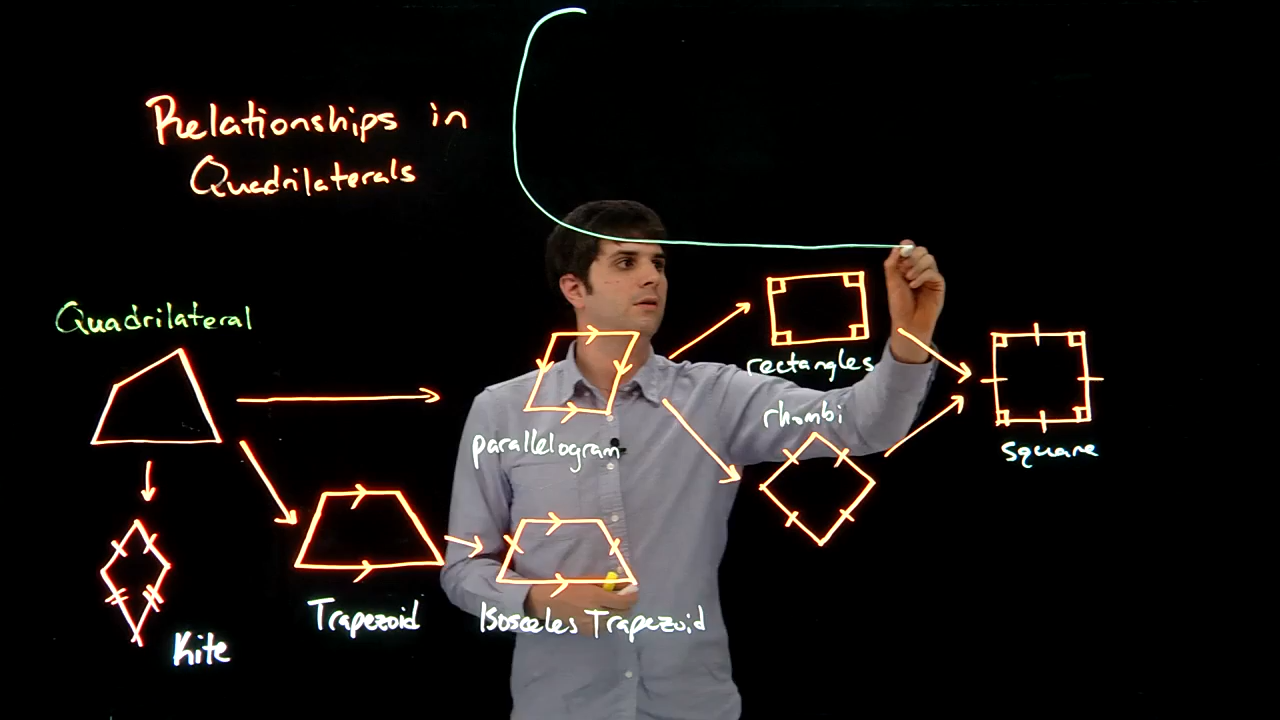 Relationships in
Quadrilaterals
Quadrilateral
parallelogram
rectangles
rhombi
square
Kite
Trapezoid
Isosceles Trapezoid